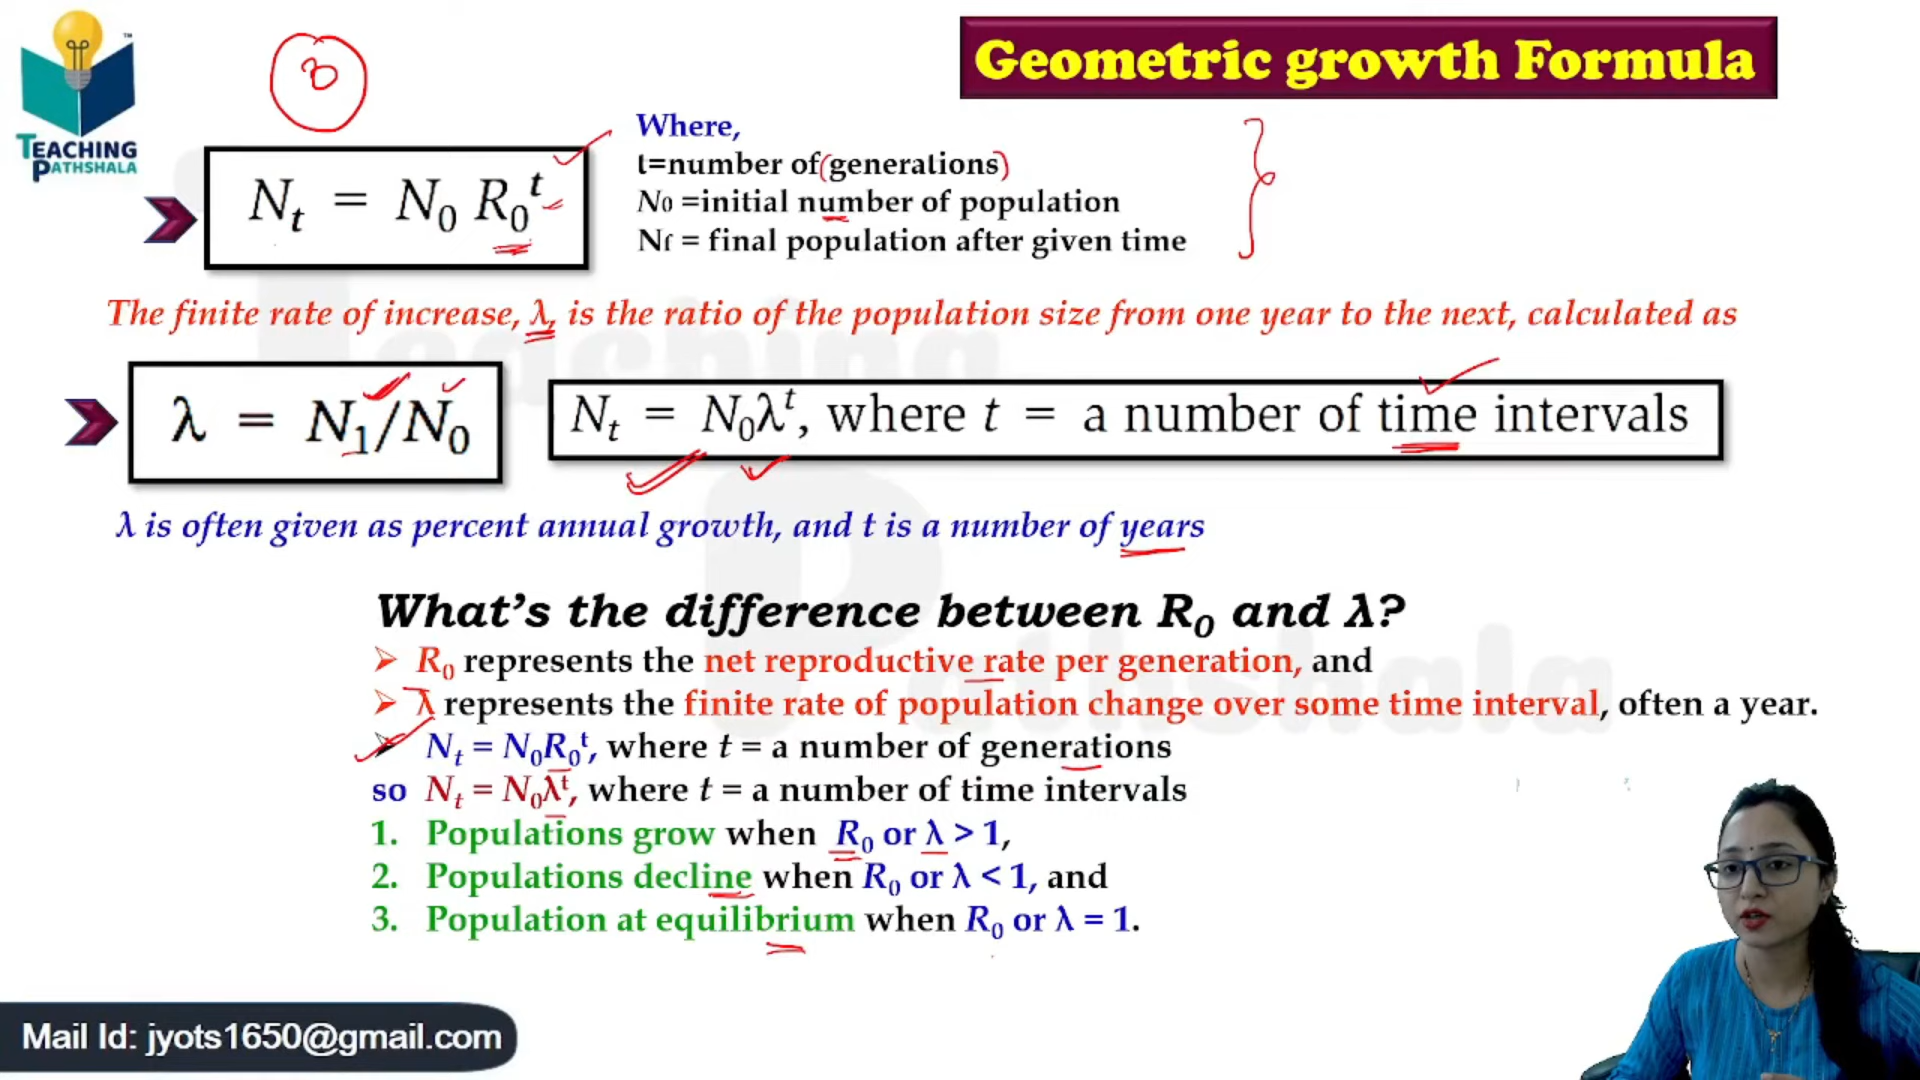 TEACHING
PATHSHALA
™
3
Geometric growth Formula
Nₜ = N₀ R₀ᵗ
Where,
t=number of(generations)
N₀ =initial number of population
Nt = final population after given time
The finite rate of increase, λ, is the ratio of the population size from one year to the next, calculated as
λ = N₁/N₀
Nₜ = N₀λᵗ, where t = a number of time intervals
λ is often given as percent annual growth, and t is a number of years
What's the difference between R₀ and λ?
➢ R₀ represents the net reproductive rate per generation, and
➢ λ represents the finite rate of population change over some time interval, often a year.
➢ Nₜ = N₀R₀ᵗ, where t = a number of generations
so Nₜ = N₀λᵗ, where t = a number of time intervals
1. Populations grow when R₀ or λ > 1,
2. Populations decline when R₀ or λ < 1, and
3. Population at equilibrium when R₀ or λ = 1.
Teaching
Pathshala
Mail Id: jyots1650@gmail.com